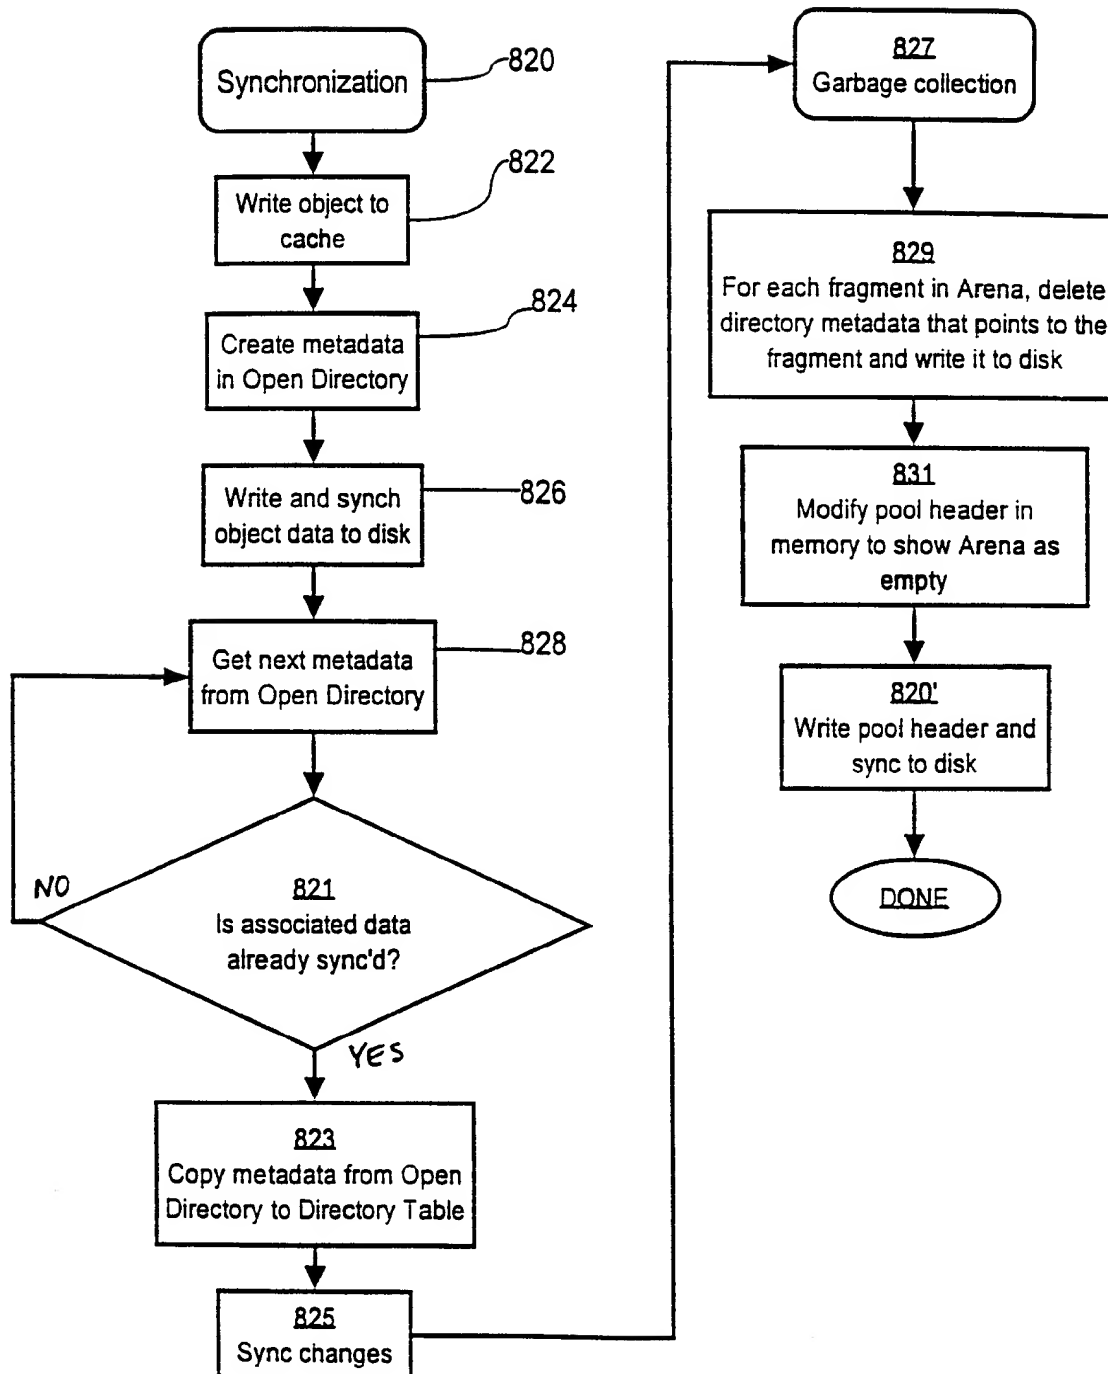 Synchronization
820
Write object to
cache
822
Create metadata
in Open Directory
824
Write and synch
object data to disk
826
Get next metadata
from Open Directory
828
NO
821
Is associated data
already sync'd?
YES
823
Copy metadata from Open
Directory to Directory Table
825
Sync changes
827
Garbage collection
829
For each fragment in Arena, delete
directory metadata that points to the
fragment and write it to disk
831
Modify pool header in
memory to show Arena as
empty
820'
Write pool header and
sync to disk
DONE